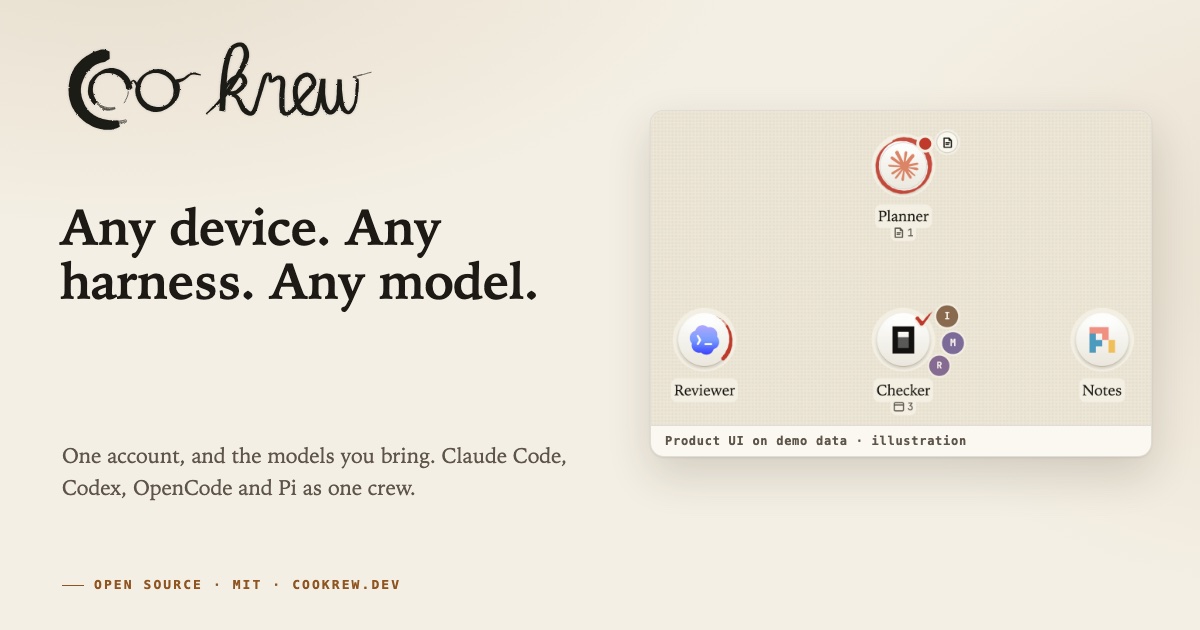 Coo krew
Any device. Any
harness. Any model.
One account, and the models you bring. Claude Code,
Codex, OpenCode and Pi as one crew.
OPEN SOURCE · MIT · COOKREW.DEV
Planner
1
Reviewer
I
M
R
Checker
3
Notes
Product UI on demo data · illustration